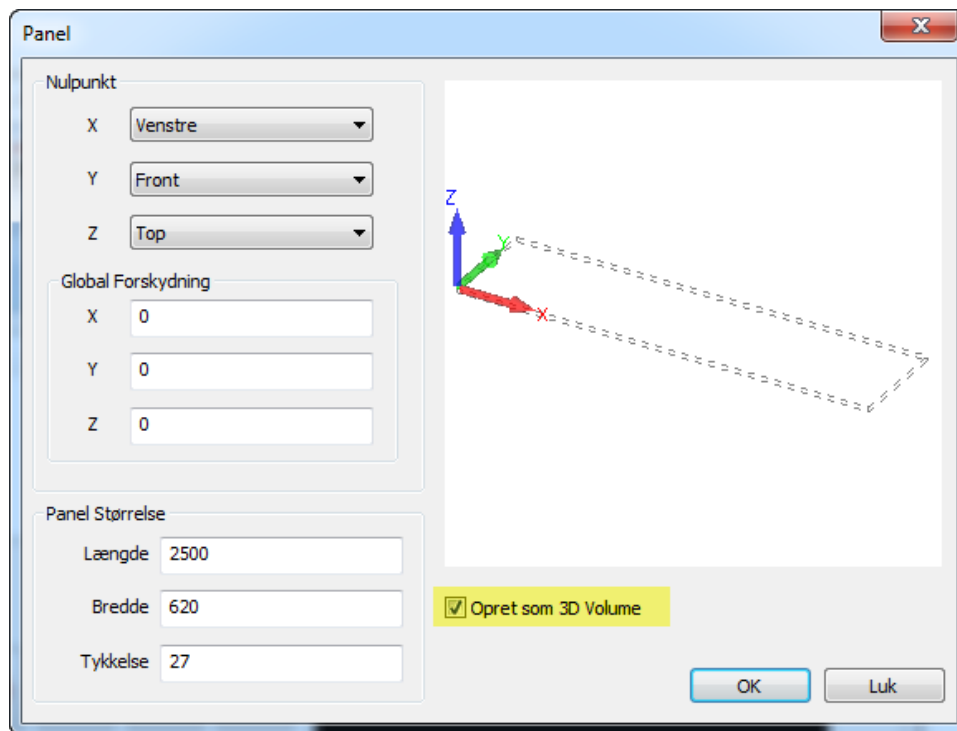 Panel
Nulpunkt
X Venstre
Y Front
Z Top
Global Forskydning
X 0
Y 0
Z 0
Panel Størrelse
Længde 2500
Bredde 620
Tykkelse 27
Z
Y
X
Opret som 3D Volume
OK Luk